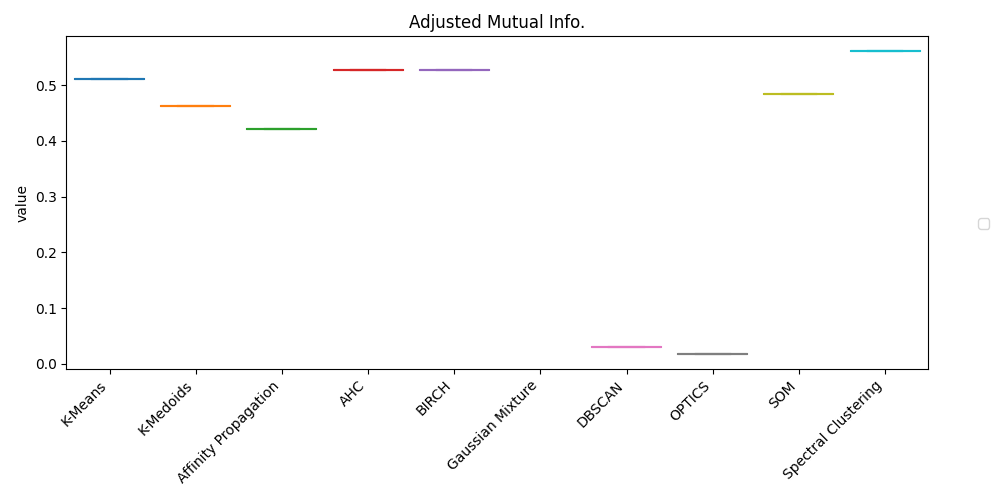 Adjusted Mutual Info.
value
0.5
0.4
0.3
0.2
0.1
0.0
K-Means
K-Medoids
Affinity Propagation
AHC
BIRCH
Gaussian Mixture
DBSCAN
OPTICS
SOM
Spectral Clustering